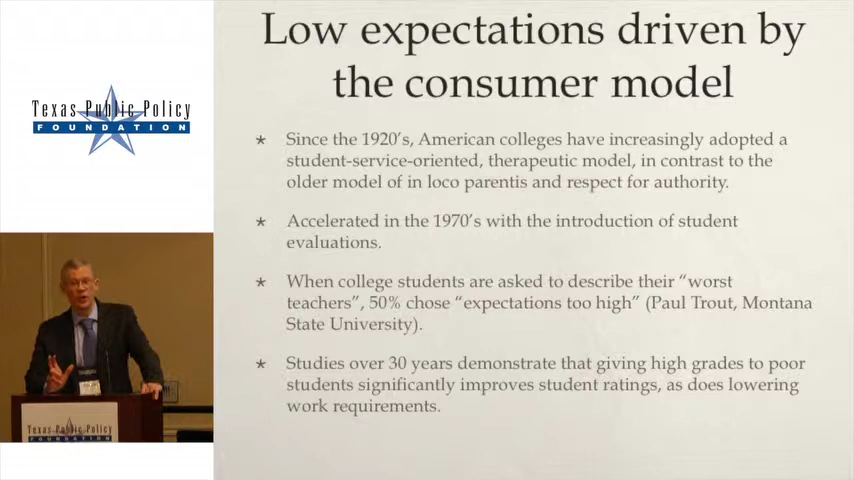 Low expectations driven by
the consumer model
Texas Public Policy
FOUNDATION
* Since the 1920's, American colleges have increasingly adopted a
student-service-oriented, therapeutic model, in contrast to the
older model of in loco parentis and respect for authority.
* Accelerated in the 1970's with the introduction of student
evaluations.
* When college students are asked to describe their “worst
teachers”, 50% chose “expectations too high” (Paul Trout, Montana
State University).
* Studies over 30 years demonstrate that giving high grades to poor
students significantly improves student ratings, as does lowering
work requirements.
Texas Public Policy
FOUNDATION